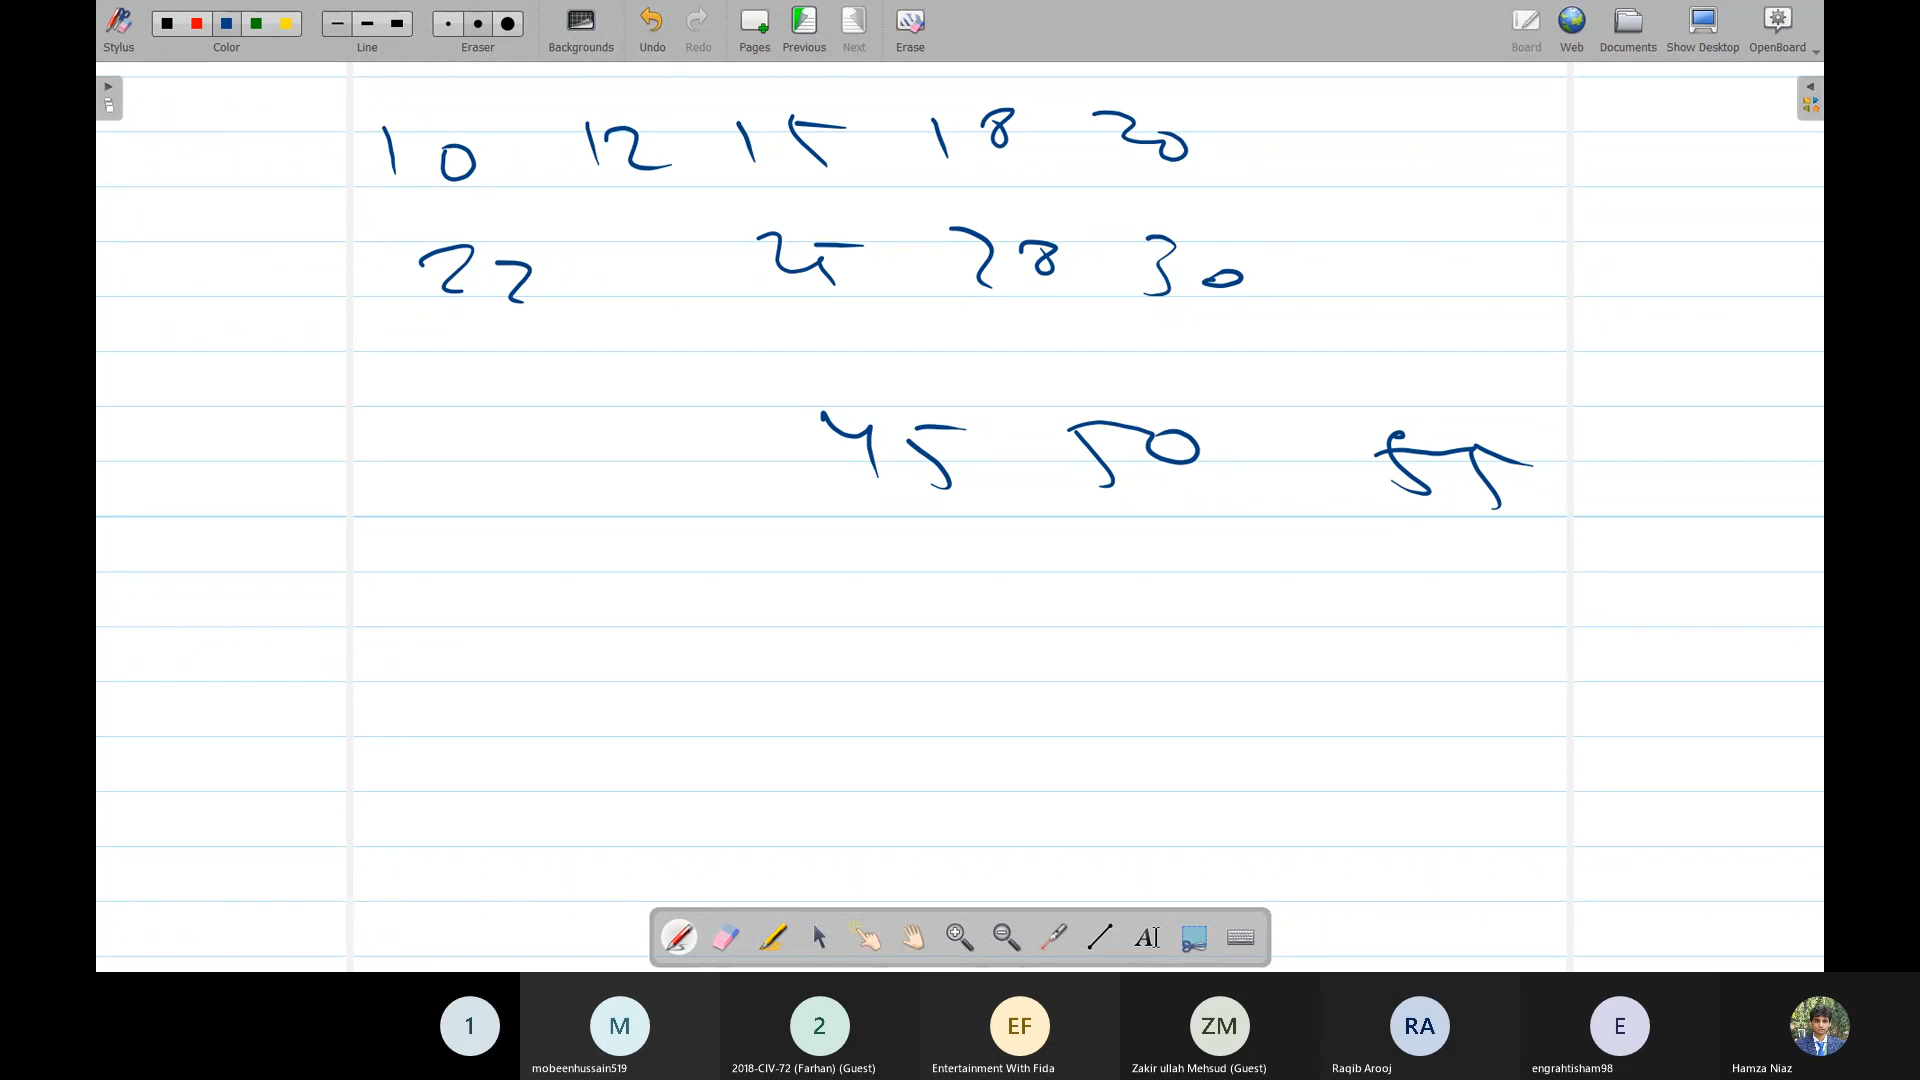 Stylus Color Line Eraser Backgrounds Undo Redo Pages Previous Next Erase Board Web Documents Show Desktop OpenBoard
10 12 15 18 20
22 25 28 30
45 50 55
1 M 2 EF ZM RA E
mobeenhussain519 2018-CIV-72 (Farhan) (Guest) Entertainment With Fida Zakir ullah Mehsud (Guest) Raqib Arooj engrahtisham98 Hamza Niaz